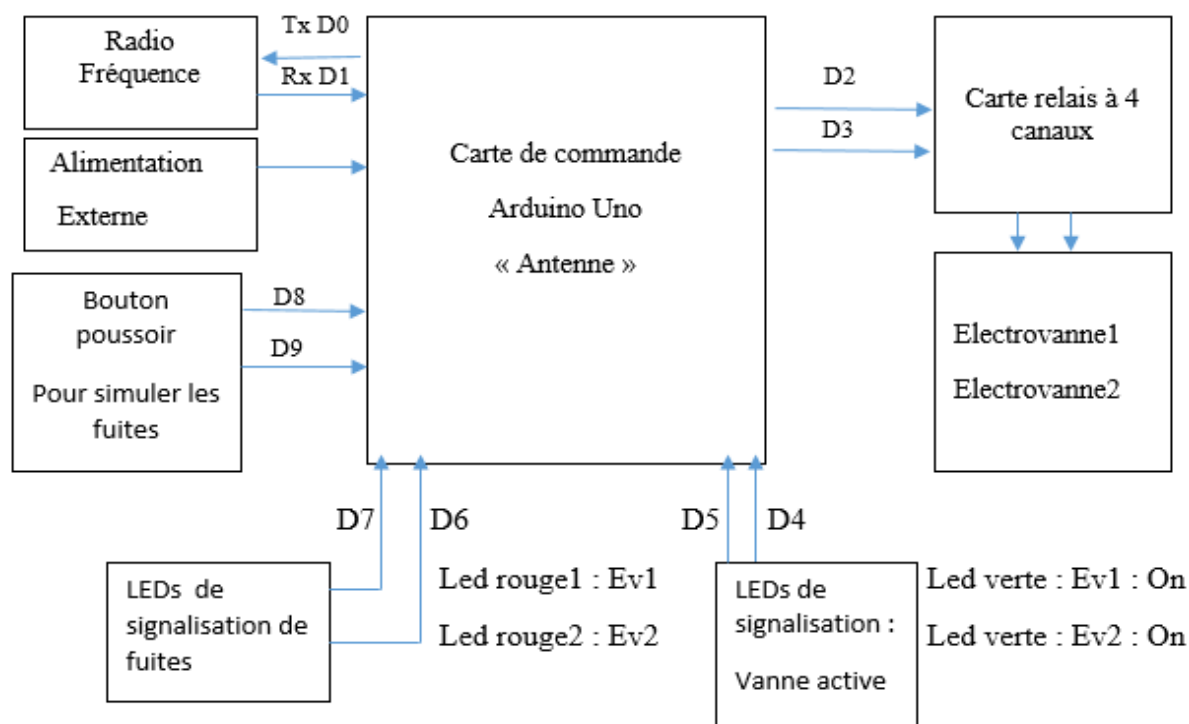 Radio
Fréquence
Tx D0
Rx D1
Alimentation
Externe
Bouton
poussoir
Pour simuler les
fuites
D8
D9
Carte de commande
Arduino Uno
« Antenne »
D2
D3
Carte relais à 4
canaux
Electrovanne1
Electrovanne2
D7
D6
D5
D4
LEDs de
signalisation de
fuites
Led rouge1 : Ev1
Led rouge2 : Ev2
LEDs de
signalisation :
Vanne active
Led verte : Ev1 : On
Led verte : Ev2 : On